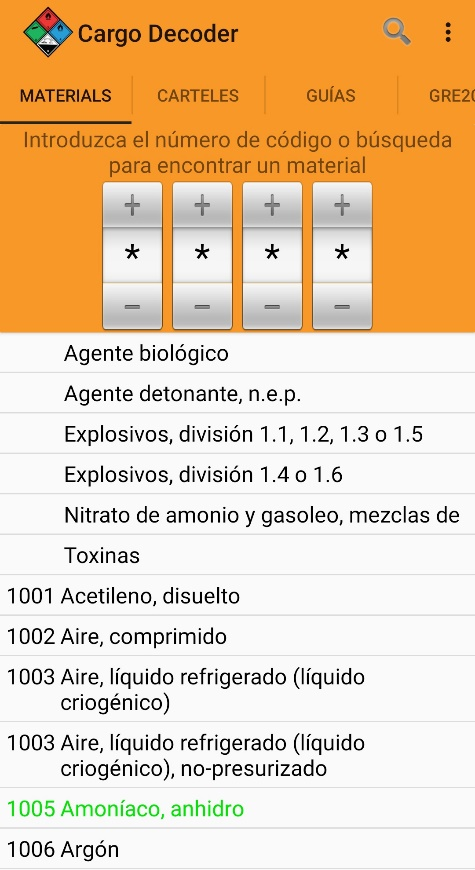 Cargo Decoder
MATERIALS CARTELES GUÍAS GRE20
Introduzca el número de código o búsqueda
para encontrar un material
+ + + +
* * * *
− − − −
Agente biológico
Agente detonante, n.e.p.
Explosivos, división 1.1, 1.2, 1.3 o 1.5
Explosivos, división 1.4 o 1.6
Nitrato de amonio y gasoleo, mezclas de
Toxinas
1001 Acetileno, disuelto
1002 Aire, comprimido
1003 Aire, líquido refrigerado (líquido
criogénico)
1003 Aire, líquido refrigerado (líquido
criogénico), no-presurizado
1005 Amoníaco, anhidro
1006 Argón